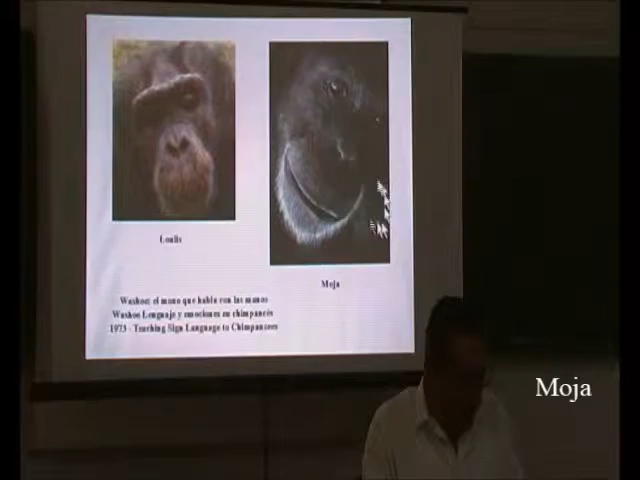 Loulis
Moja
Washoe: el mono que habla con las manos
Washoe Lenguaje y emociones en chimpancés
1973 - Teaching Sign Language to Chimpanzees
Moja